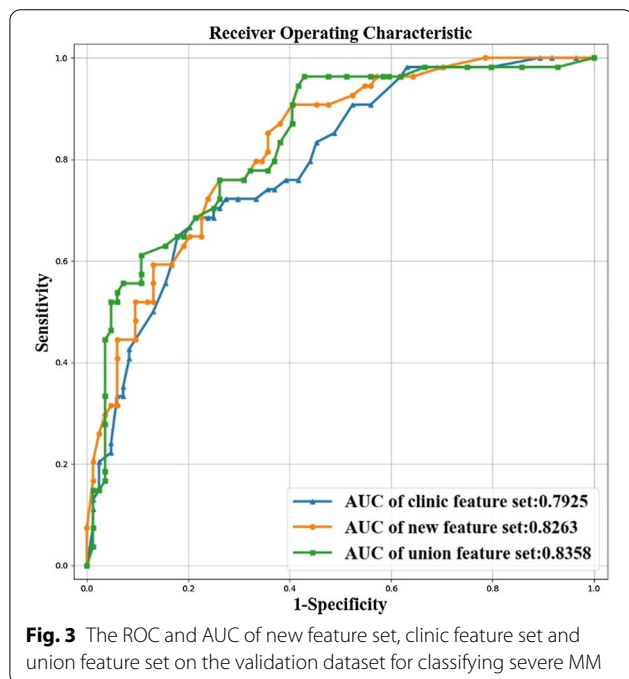 Receiver Operating Characteristic
1.0
0.8
0.6
0.4
0.2
0.0
Sensitivity
AUC of clinic feature set:0.7925
AUC of new feature set:0.8263
AUC of union feature set:0.8358
0.0 0.2 0.4 0.6 0.8 1.0
1-Specificity
Fig. 3 The ROC and AUC of new feature set, clinic feature set and
union feature set on the validation dataset for classifying severe MM